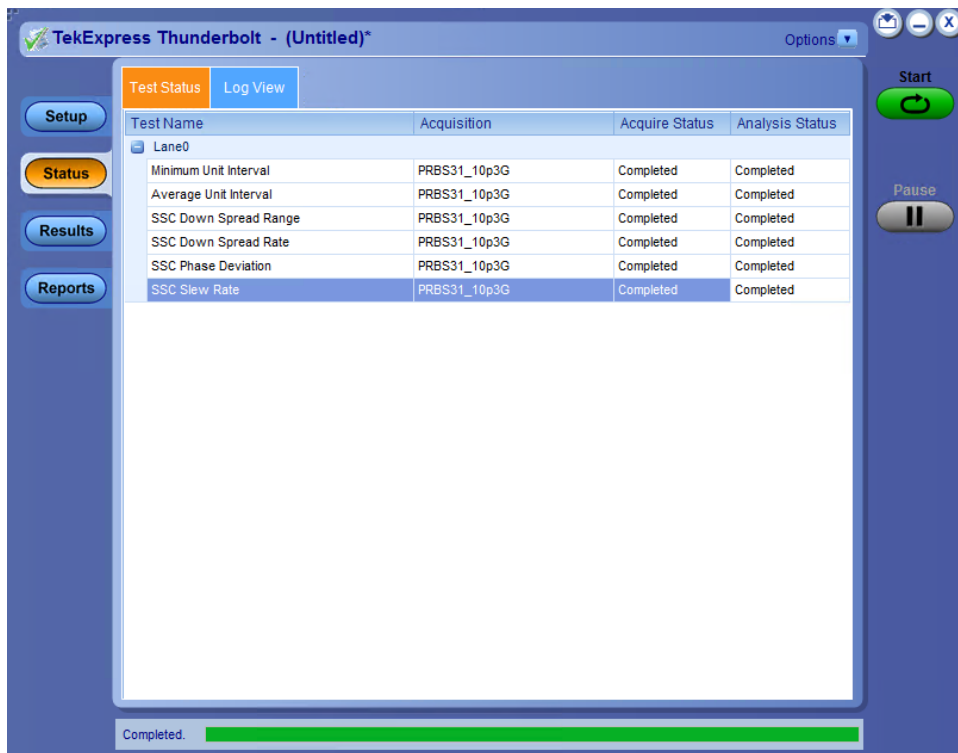 TekExpress Thunderbolt - (Untitled)*
Options
X
Start
Pause
Setup
Status
Results
Reports
Test Status Log View
Test Name Acquisition Acquire Status Analysis Status
Lane0
Minimum Unit Interval PRBS31_10p3G Completed Completed
Average Unit Interval PRBS31_10p3G Completed Completed
SSC Down Spread Range PRBS31_10p3G Completed Completed
SSC Down Spread Rate PRBS31_10p3G Completed Completed
SSC Phase Deviation PRBS31_10p3G Completed Completed
SSC Slew Rate PRBS31_10p3G Completed Completed
Completed.